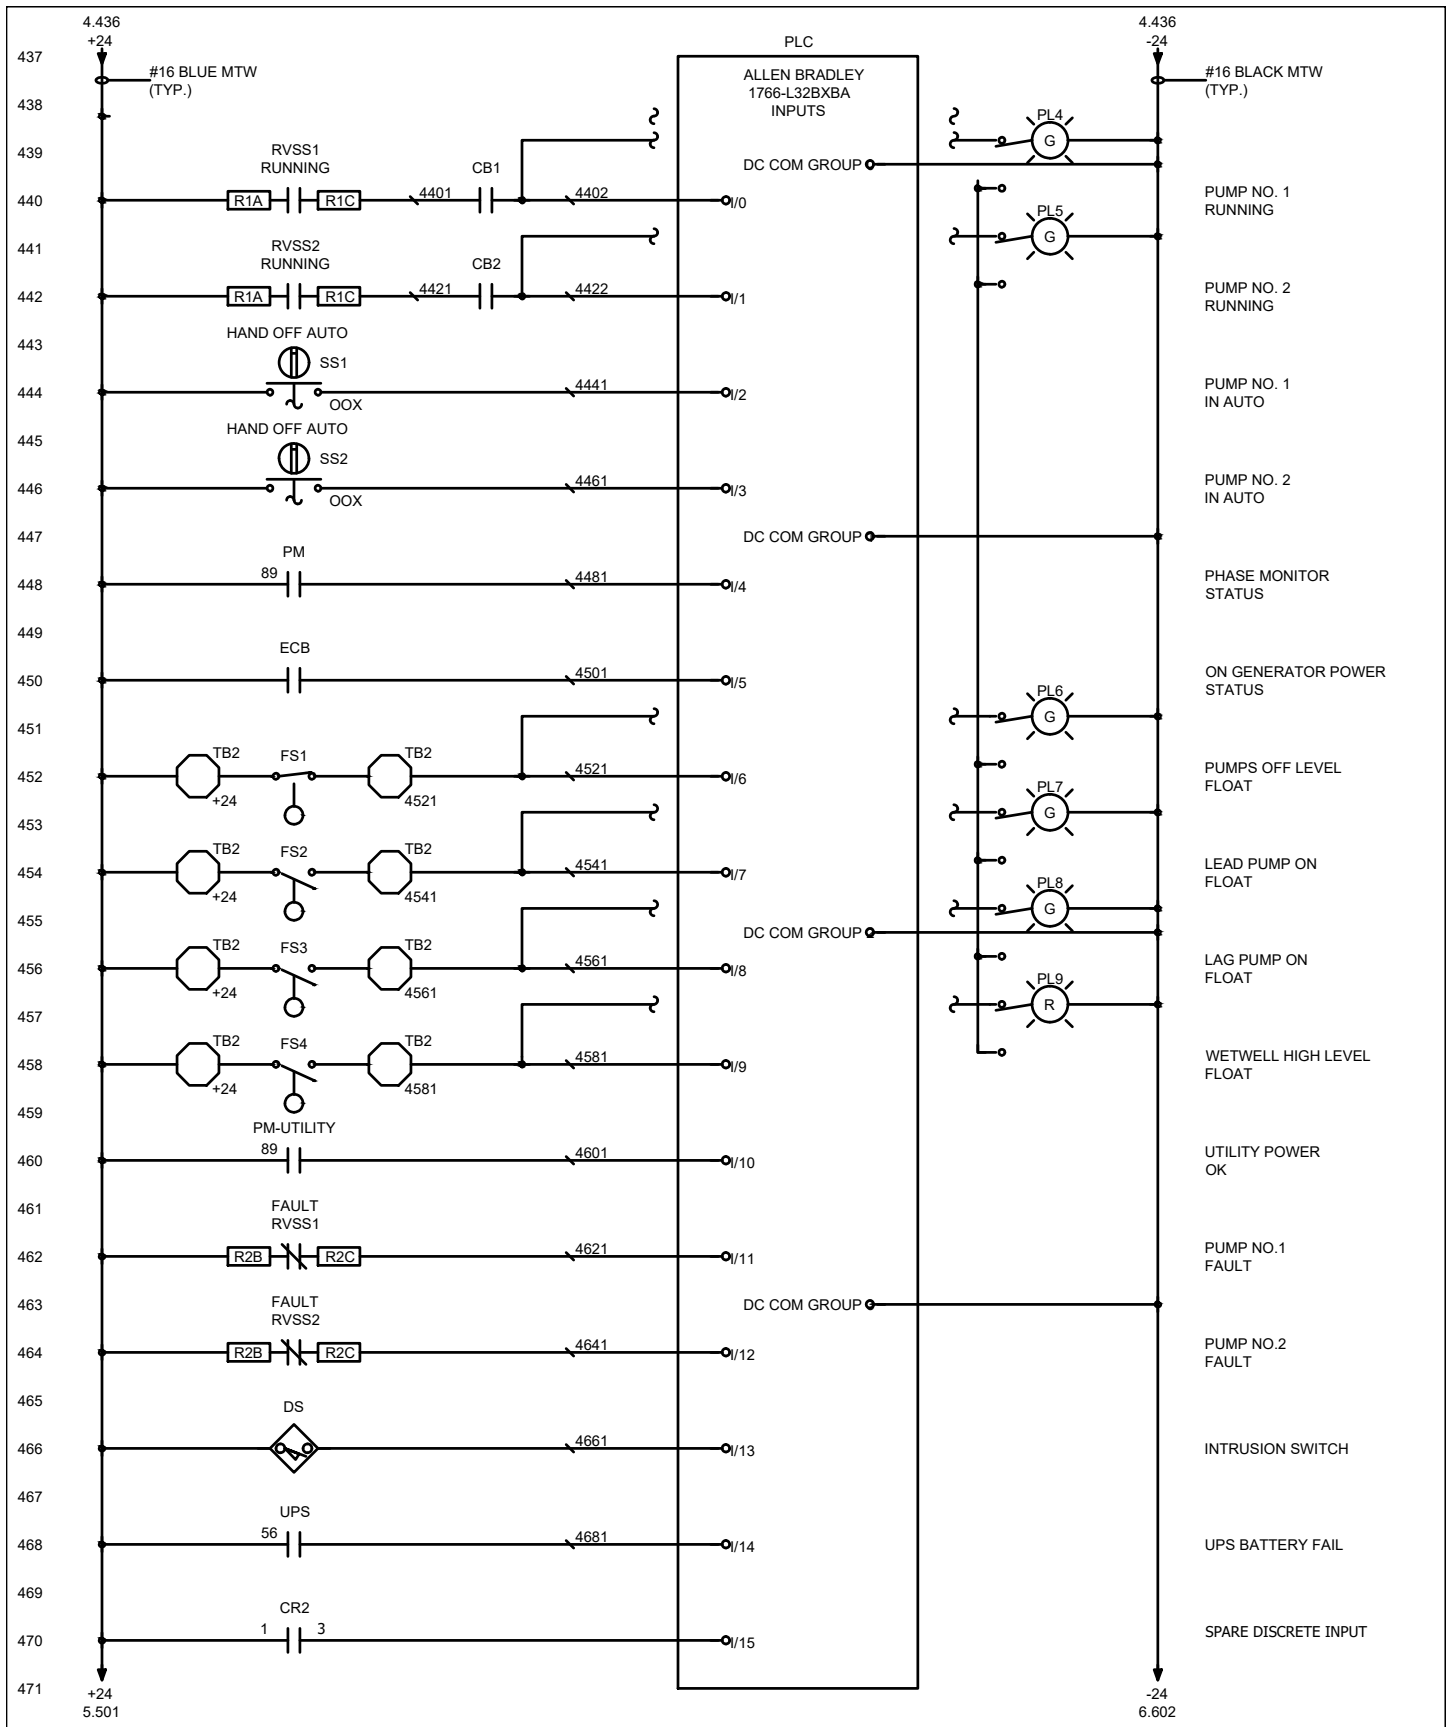 4.436
+24
4.436
-24
437
PLC
#16 BLUE MTW
(TYP.)
ALLEN BRADLEY
1766-L32BXBA
INPUTS
#16 BLACK MTW
(TYP.)
438
PL4
G
439
RVSS1
RUNNING
CB1
DC COM GROUP
440
R1A
R1C
4401
4402
I/0
PUMP NO. 1
RUNNING
PL5
G
441
RVSS2
RUNNING
CB2
442
R1A
R1C
4421
4422
I/1
PUMP NO. 2
RUNNING
443
HAND OFF AUTO
SS1
444
OOX
4441
I/2
PUMP NO. 1
IN AUTO
445
HAND OFF AUTO
SS2
446
OOX
4461
I/3
PUMP NO. 2
IN AUTO
447
DC COM GROUP
PM
448
89
4481
I/4
PHASE MONITOR
STATUS
449
ECB
450
4501
I/5
ON GENERATOR POWER
STATUS
PL6
G
451
452
TB2
+24
FS1
TB2
4521
4521
I/6
PUMPS OFF LEVEL
FLOAT
PL7
G
453
454
TB2
+24
FS2
TB2
4541
4541
I/7
LEAD PUMP ON
FLOAT
PL8
G
455
DC COM GROUP
456
TB2
+24
FS3
TB2
4561
4561
I/8
LAG PUMP ON
FLOAT
PL9
R
457
458
TB2
+24
FS4
TB2
4581
4581
I/9
WETWELL HIGH LEVEL
FLOAT
459
PM-UTILITY
460
89
4601
I/10
UTILITY POWER
OK
461
FAULT
RVSS1
462
R2B
R2C
4621
I/11
PUMP NO.1
FAULT
463
FAULT
RVSS2
DC COM GROUP
464
R2B
R2C
4641
I/12
PUMP NO.2
FAULT
465
DS
466
4661
I/13
INTRUSION SWITCH
467
UPS
468
56
4681
I/14
UPS BATTERY FAIL
469
CR2
470
1
3
I/15
SPARE DISCRETE INPUT
471
+24
5.501
-24
6.602